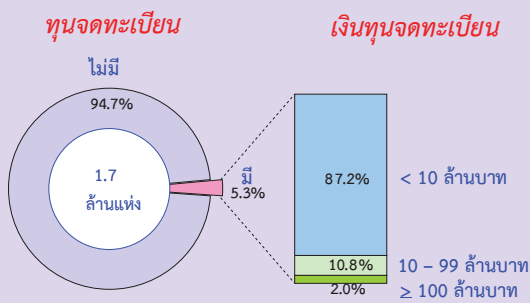 ทุนจดทะเบียน
เงินทุนจดทะเบียน
ไม่มี
94.7%
1.7
ล้านแห่ง
มี
5.3%
87.2%
< 10 ล้านบาท
10.8%
10 – 99 ล้านบาท
2.0%
≥ 100 ล้านบาท